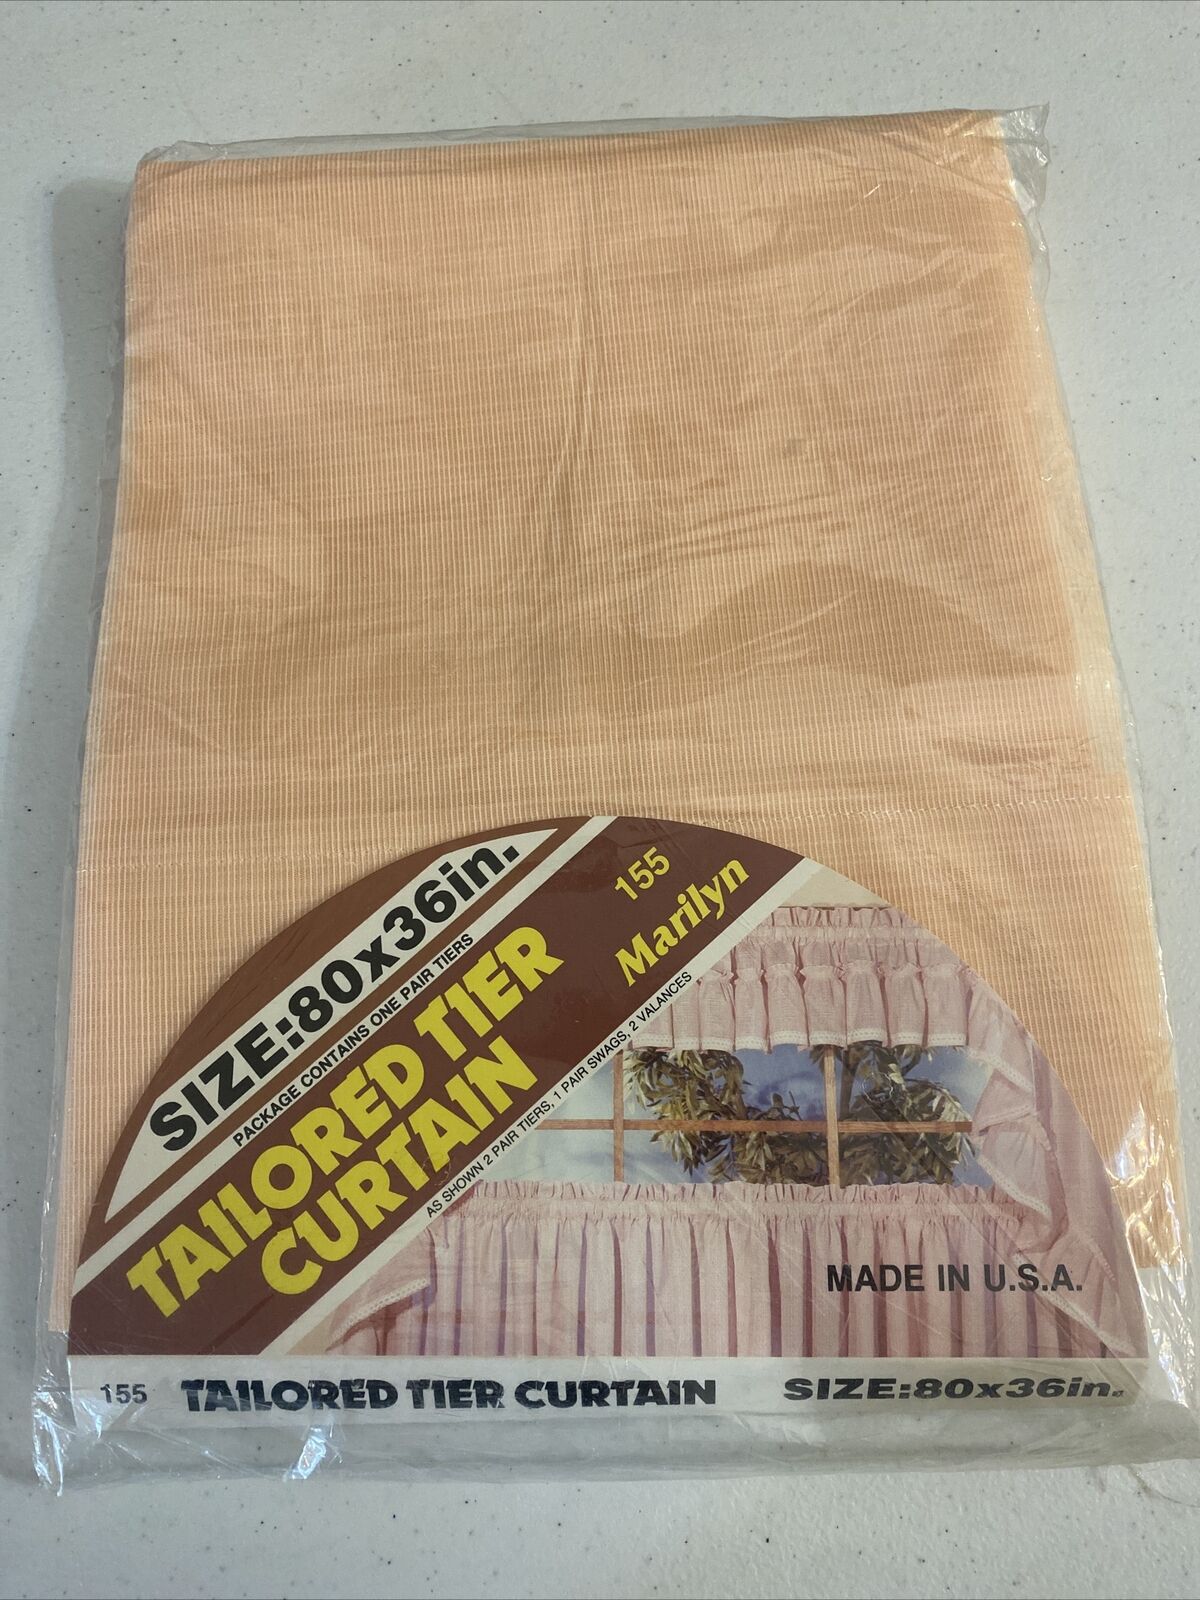 SIZE:80x36in.
PACKAGE CONTAINS ONE PAIR TIERS
TAILORED TIER
CURTAIN
155
Marilyn
AS SHOWN 2 PAIR TIERS, 1 PAIR SWAGS, 2 VALANCES
MADE IN U.S.A.
155 TAILORED TIER CURTAIN SIZE:80x36in.